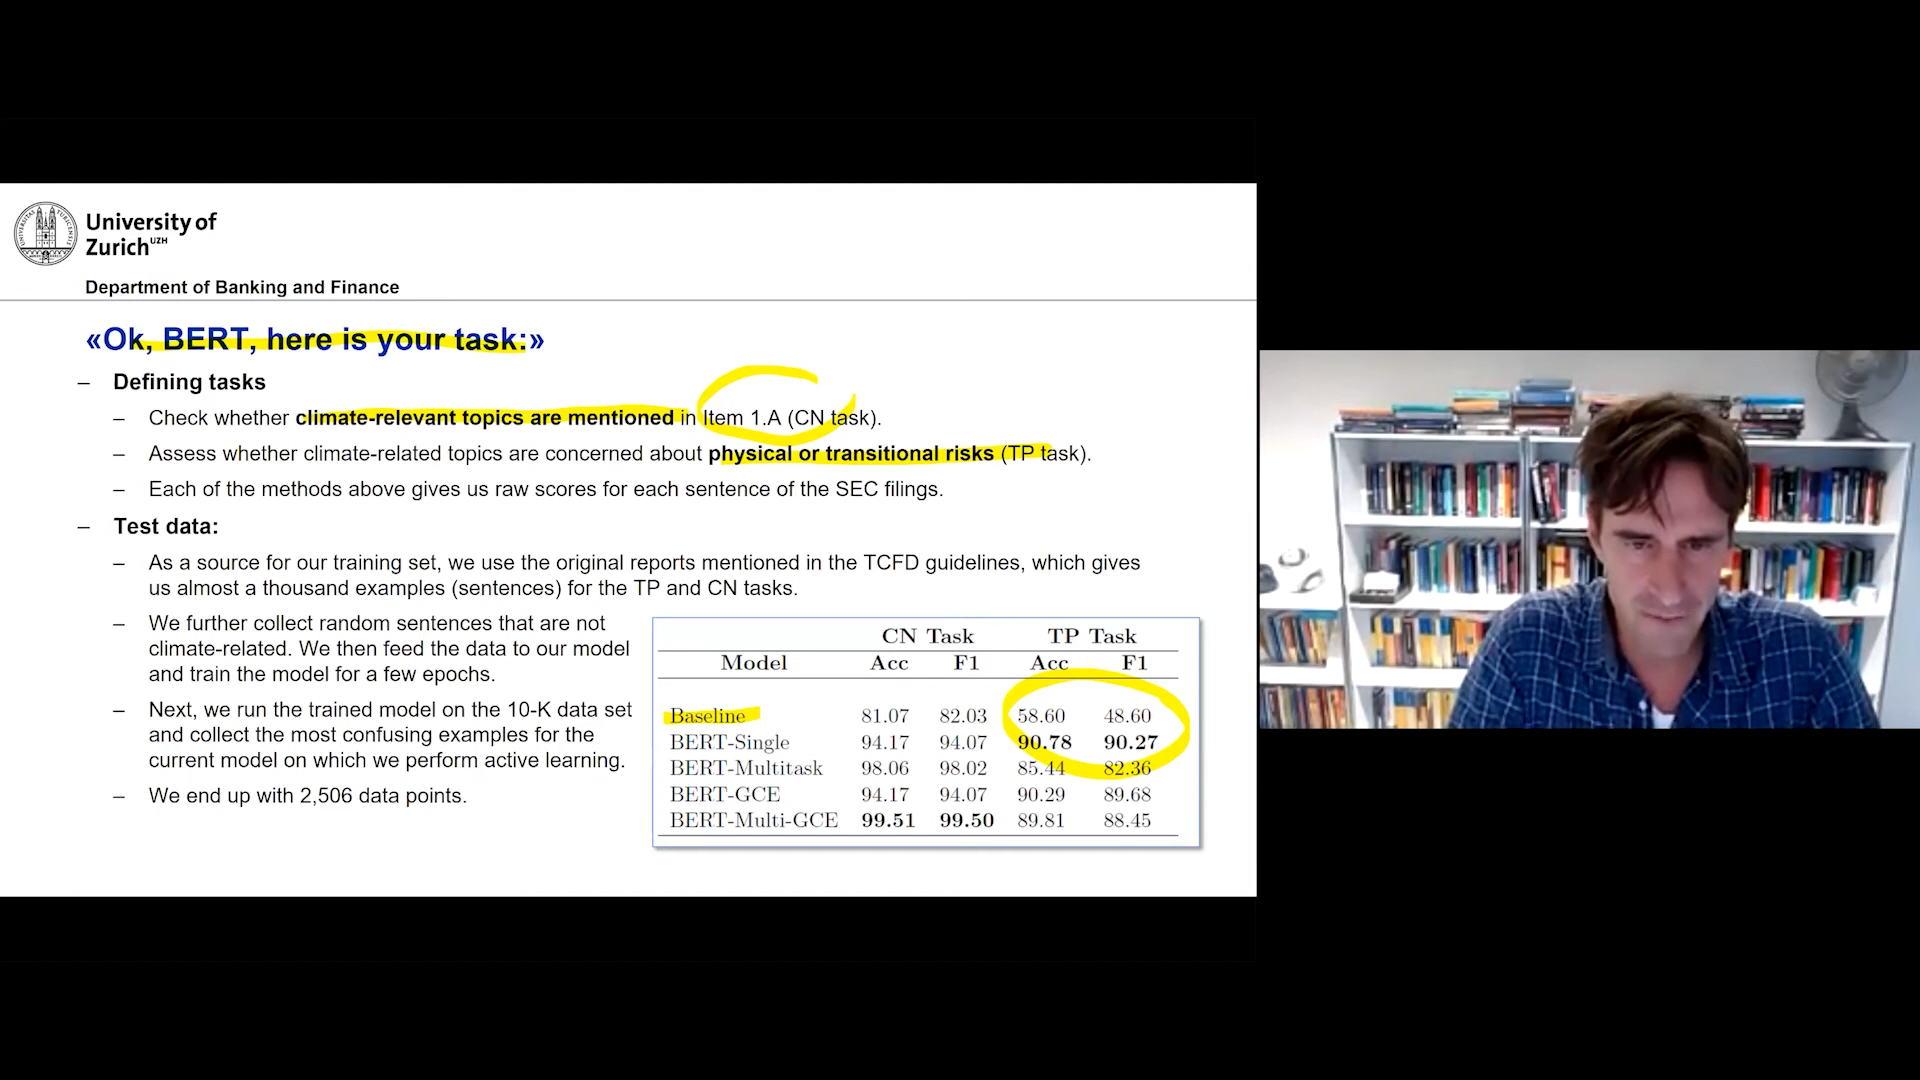 University of
Zurich UZH
Department of Banking and Finance
«Ok, BERT, here is your task:»
– Defining tasks
– Check whether climate-relevant topics are mentioned in Item 1.A (CN task).
– Assess whether climate-related topics are concerned about physical or transitional risks (TP task).
– Each of the methods above gives us raw scores for each sentence of the SEC filings.
– Test data:
– As a source for our training set, we use the original reports mentioned in the TCFD guidelines, which gives
us almost a thousand examples (sentences) for the TP and CN tasks.
– We further collect random sentences that are not
climate-related. We then feed the data to our model
and train the model for a few epochs.
– Next, we run the trained model on the 10-K data set
and collect the most confusing examples for the
current model on which we perform active learning.
– We end up with 2,506 data points.
CN Task TP Task
Model Acc F1 Acc F1
Baseline 81.07 82.03 58.60 48.60
BERT-Single 94.17 94.07 90.78 90.27
BERT-Multitask 98.06 98.02 85.44 82.36
BERT-GCE 94.17 94.07 90.29 89.68
BERT-Multi-GCE 99.51 99.50 89.81 88.45